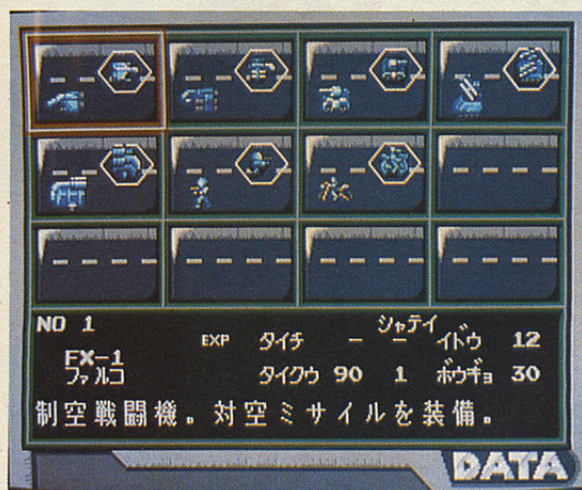 NO 1
シャテイ
EXP タイチ - - イドウ 12
FX-1
ファルコ タイクウ 90 1 ボウギョ 30
制空戦闘機。対空ミサイルを装備。
DATA